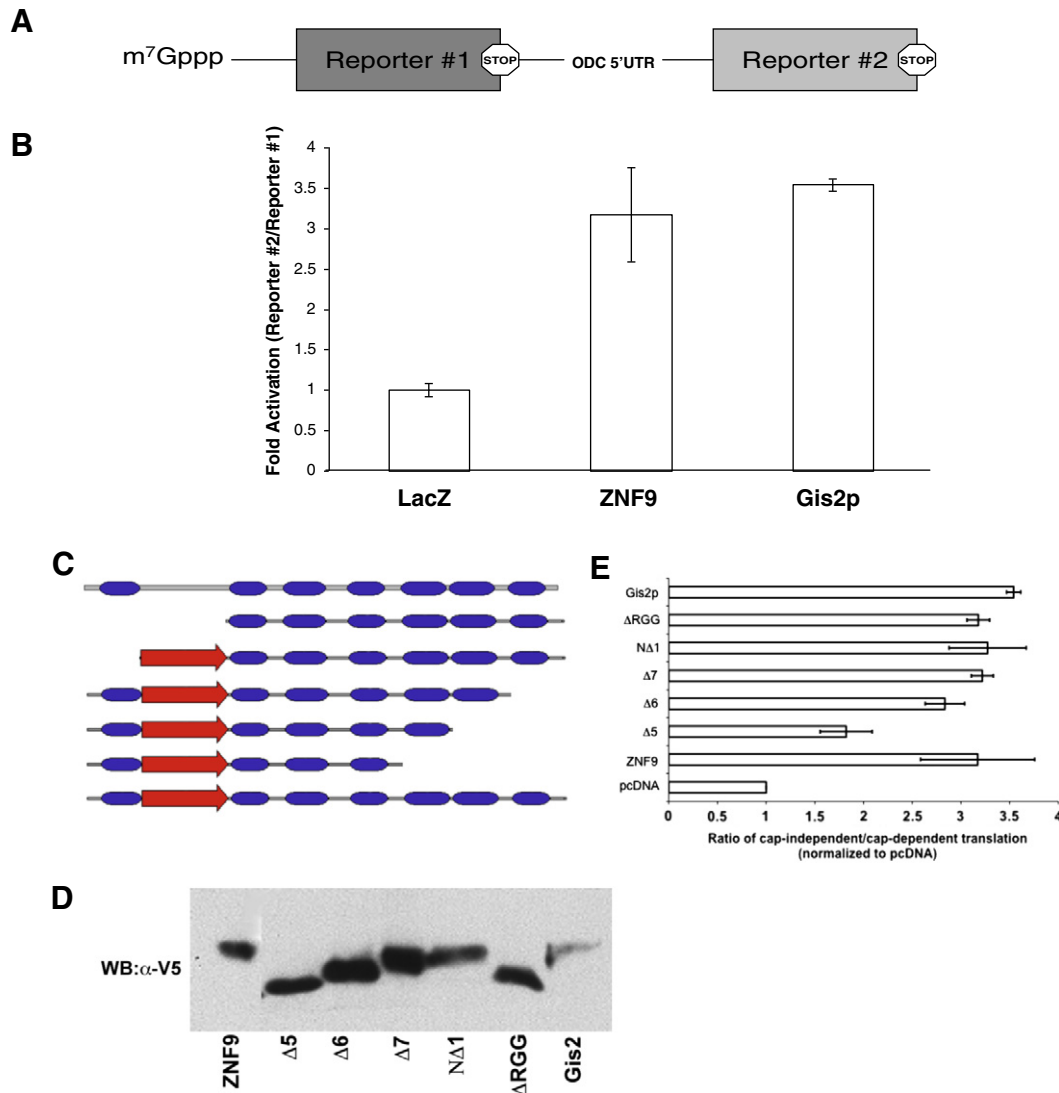 A
m⁷Gppp
Reporter #1
STOP
ODC 5'UTR
Reporter #2
STOP
B
Fold Activation (Reporter #2/Reporter #1)
4
3.5
3
2.5
2
1.5
1
0.5
0
LacZ
ZNF9
Gis2p
C
E
Gis2p
ΔRGG
NΔ1
Δ7
Δ6
Δ5
ZNF9
pcDNA
0
0.5
1
1.5
2
2.5
3
3.5
4
Ratio of cap-independent/cap-dependent translation
(normalized to pcDNA)
D
WB:α-V5
ZNF9
Δ5
Δ6
Δ7
NΔ1
ΔRGG
Gis2